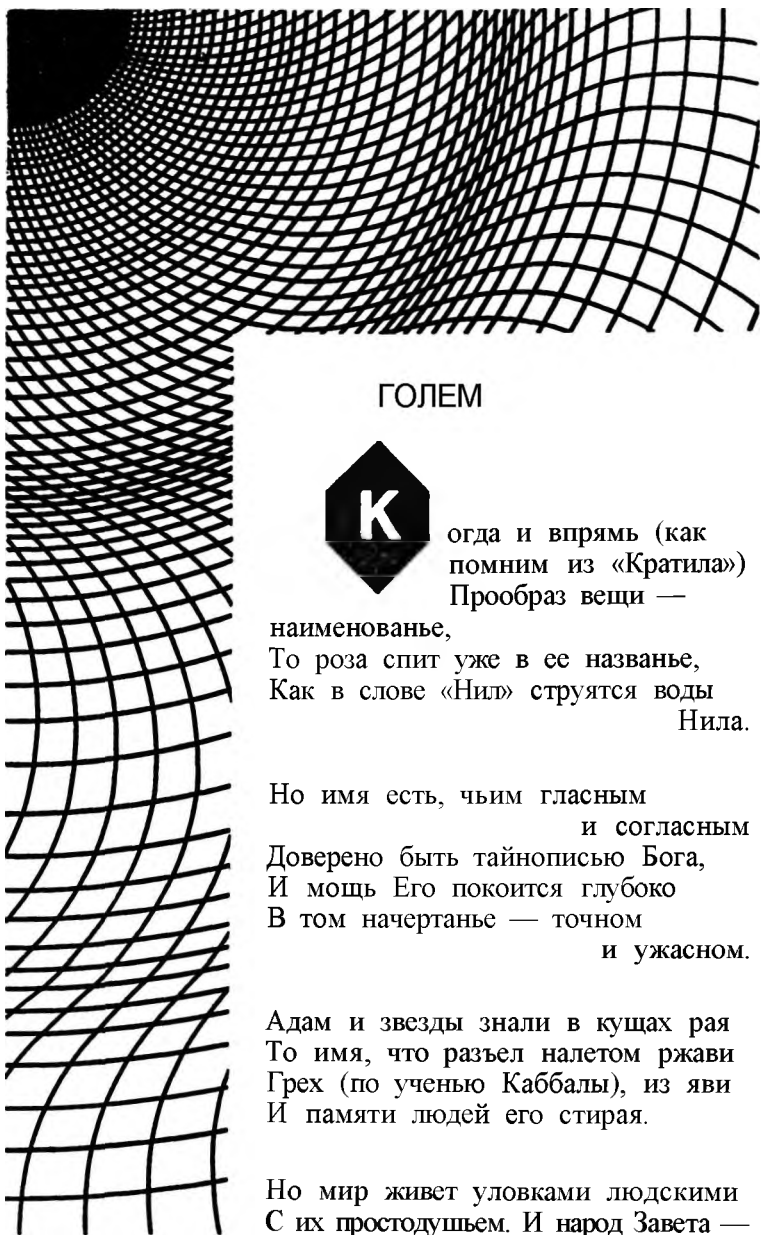 ГОЛЕМ
Когда и впрямь (как
помним из «Кратила»)
Прообраз вещи —
наименованье,
То роза спит уже в ее названье,
Как в слове «Нил» струятся воды
Нила.
Но имя есть, чьим гласным
и согласным
Доверено быть тайнописью Бога,
И мощь Его покоится глубоко
В том начертанье — точном
и ужасном.
Адам и звезды знали в кущах рая
То имя, что разъел налетом ржави
Грех (по ученью Каббалы), из яви
И памяти людей его стирая.
Но мир живет уловками людскими
С их простодушьем. И народ Завета —